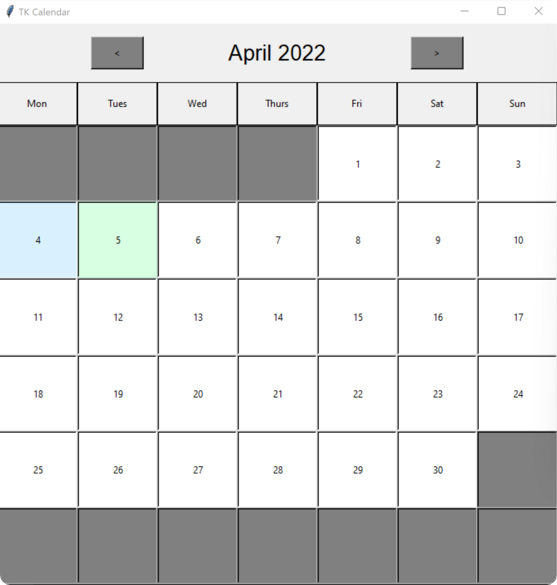 TK Calendar
< April 2022 >
Mon Tues Wed Thurs Fri Sat Sun
1 2 3
4 5 6 7 8 9 10
11 12 13 14 15 16 17
18 19 20 21 22 23 24
25 26 27 28 29 30